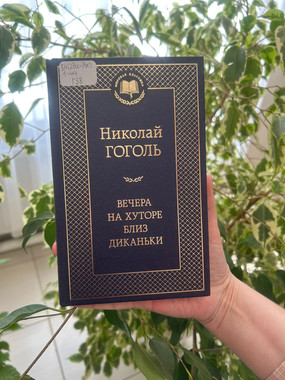 Николай
ГОГОЛЬ
ВЕЧЕРА
НА ХУТОРЕ
БЛИЗ
ДИКАНЬКИ